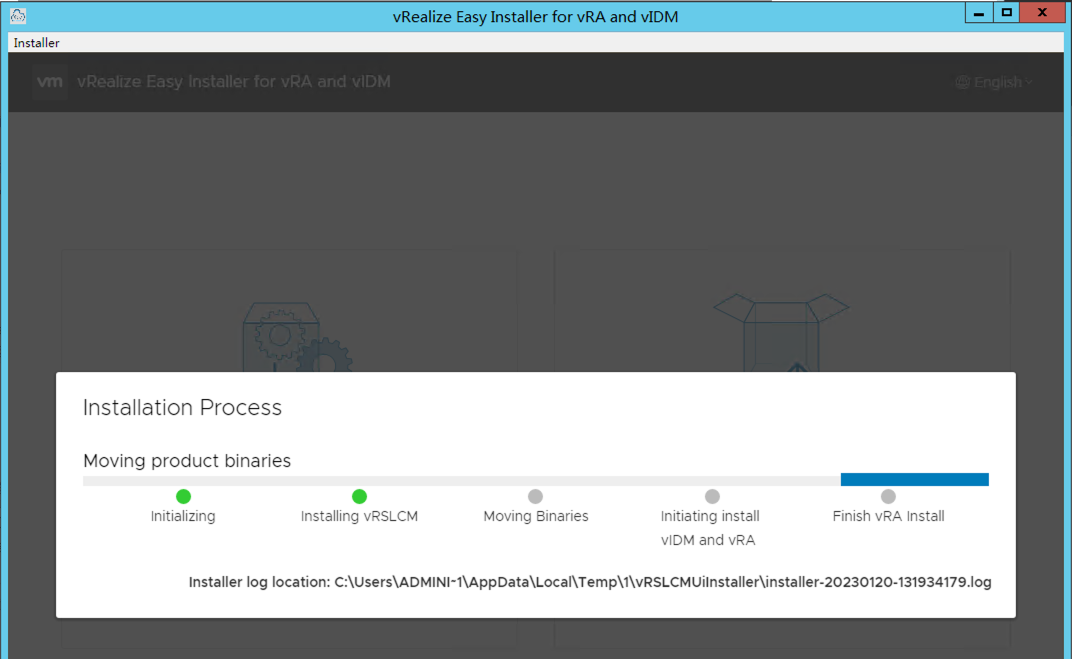 vRealize Easy Installer for vRA and vIDM
Installer
vm vRealize Easy Installer for vRA and vIDM
English
Installation Process
Moving product binaries
Initializing
Installing vRSLCM
Moving Binaries
Initiating install
vIDM and vRA
Finish vRA Install
Installer log location: C:\Users\ADMINI~1\AppData\Local\Temp\1\vRSLCMUiInstaller\installer-20230120-131934179.log